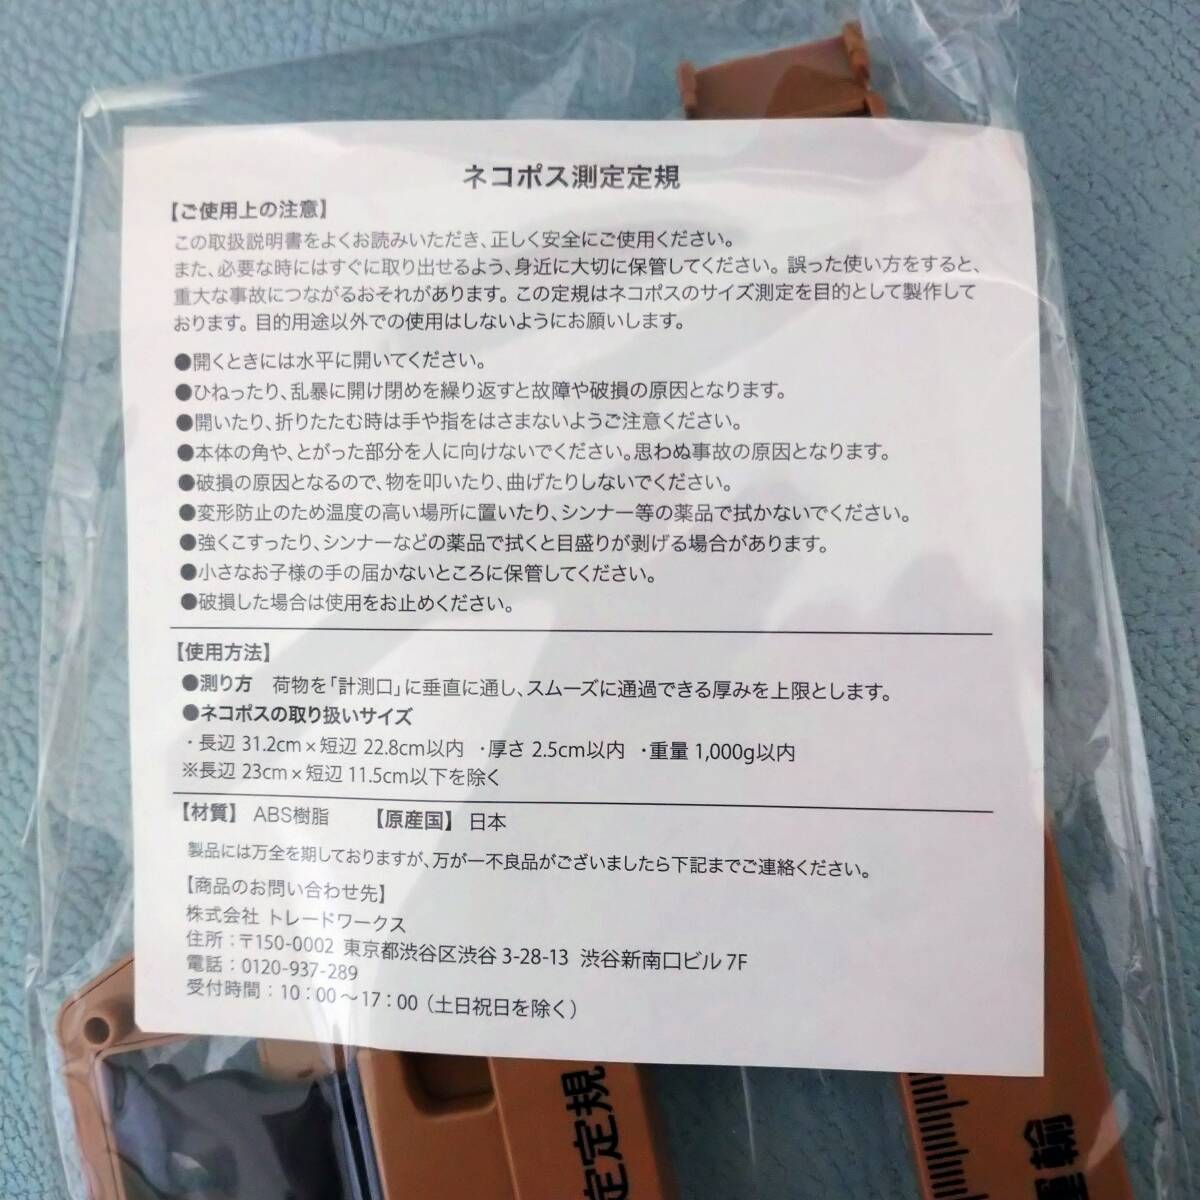 ネコポス測定定規
【ご使用上の注意】
この取扱説明書をよくお読みいただき、正しく安全にご使用ください。
また、必要な時にはすぐに取り出せるよう、身近に大切に保管してください。誤った使い方をすると、
重大な事故につながるおそれがあります。この定規はネコポスのサイズ測定を目的として製作して
おります。目的用途以外での使用はしないようにお願いします。
●開くときには水平に開いてください。
●ひねったり、乱暴に開け閉めを繰り返すと故障や破損の原因となります。
●開いたり、折りたたむ時は手や指をはさまないようご注意ください。
●本体の角や、とがった部分を人に向けないでください。思わぬ事故の原因となります。
●破損の原因となるので、物を叩いたり、曲げたりしないでください。
●変形防止のため温度の高い場所に置いたり、シンナー等の薬品で拭かないでください。
●強くこすったり、シンナーなどの薬品で拭くと目盛りが剥げる場合があります。
●小さなお子様の手の届かないところに保管してください。
●破損した場合は使用をお止めください。
【使用方法】
●測り方 荷物を「計測口」に垂直に通し、スムーズに通過できる厚みを上限とします。
●ネコポスの取り扱いサイズ
・長辺 31.2cm×短辺 22.8cm以内 ・厚さ 2.5cm以内 ・重量 1,000g以内
※長辺 23cm×短辺 11.5cm以下を除く
【材質】 ABS樹脂 【原産国】 日本
製品には万全を期しておりますが、万が一不良品がございましたら下記までご連絡ください。
【商品のお問い合わせ先】
株式会社 トレードワークス
住所：〒150-0002 東京都渋谷区渋谷 3-28-13 渋谷新南口ビル 7F
電話：0120-937-289
受付時間：10：00～17：00（土日祝日を除く）
定定規
運輸